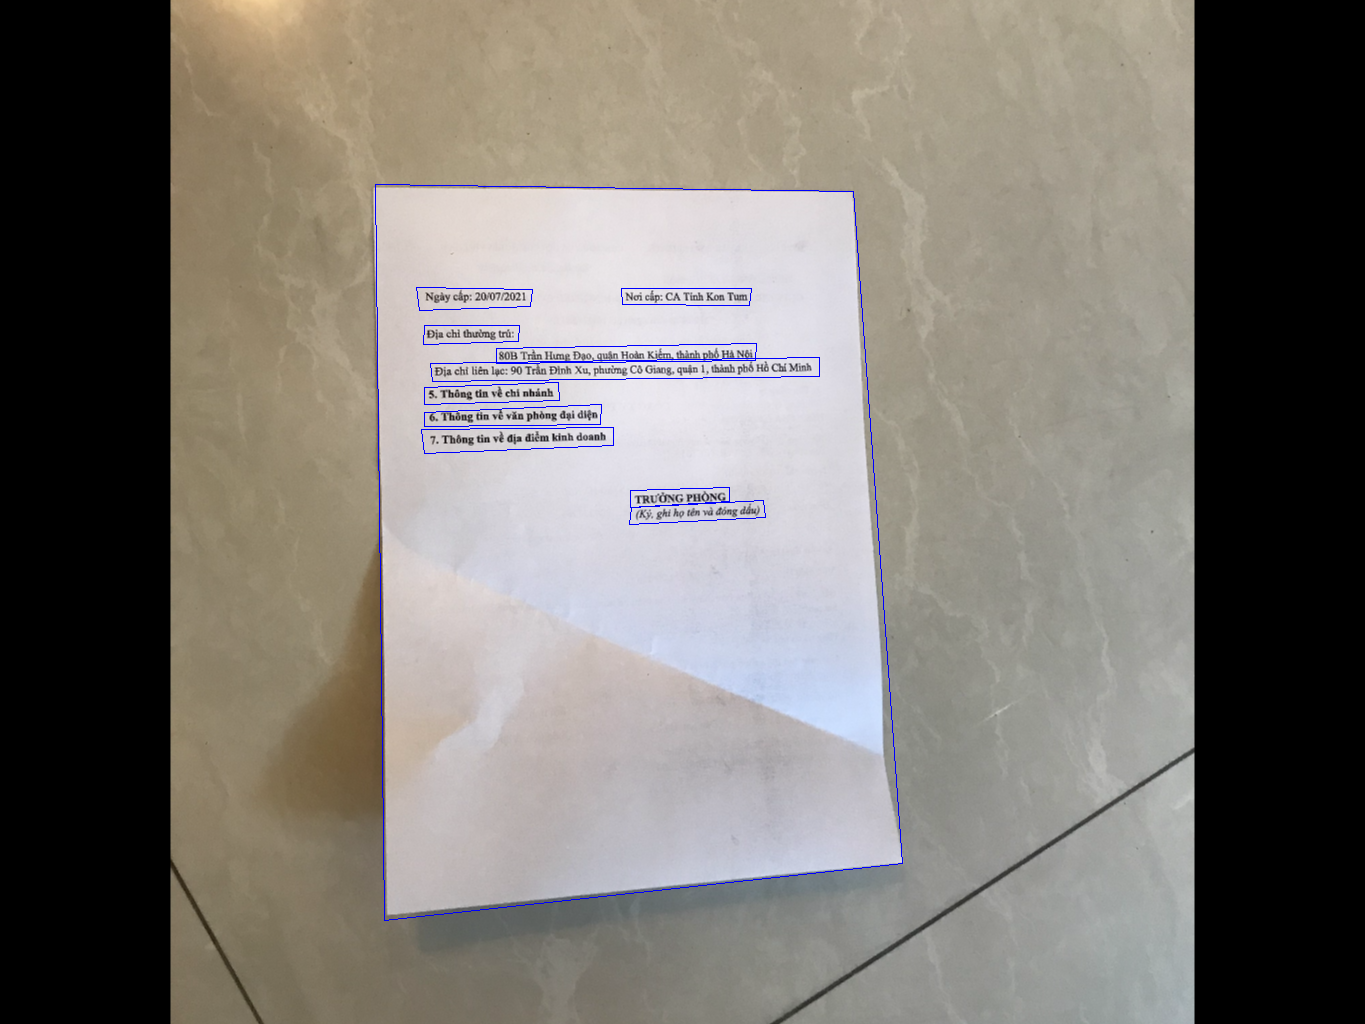 Ngày cấp: 20/07/2021 Nơi cấp: CA Tỉnh Kon Tum
Địa chỉ thường trú:
80B Trần Hưng Đạo, quận Hoàn Kiếm, thành phố Hà Nội
Địa chỉ liên lạc: 90 Trần Đình Xu, phường Cô Giang, quận 1, thành phố Hồ Chí Minh
5. Thông tin về chi nhánh
6. Thông tin về văn phòng đại diện
7. Thông tin về địa điểm kinh doanh
TRƯỞNG PHÒNG
(Ký, ghi họ tên và đóng dấu)